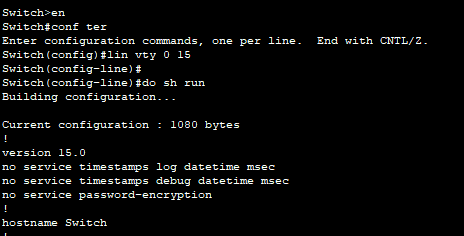 Switch>en
Switch#conf ter
Enter configuration commands, one per line.  End with CNTL/Z.
Switch(config)#lin vty 0 15
Switch(config-line)#
Switch(config-line)#do sh run
Building configuration...

Current configuration : 1080 bytes
!
version 15.0
no service timestamps log datetime msec
no service timestamps debug datetime msec
no service password-encryption
!
hostname Switch
!